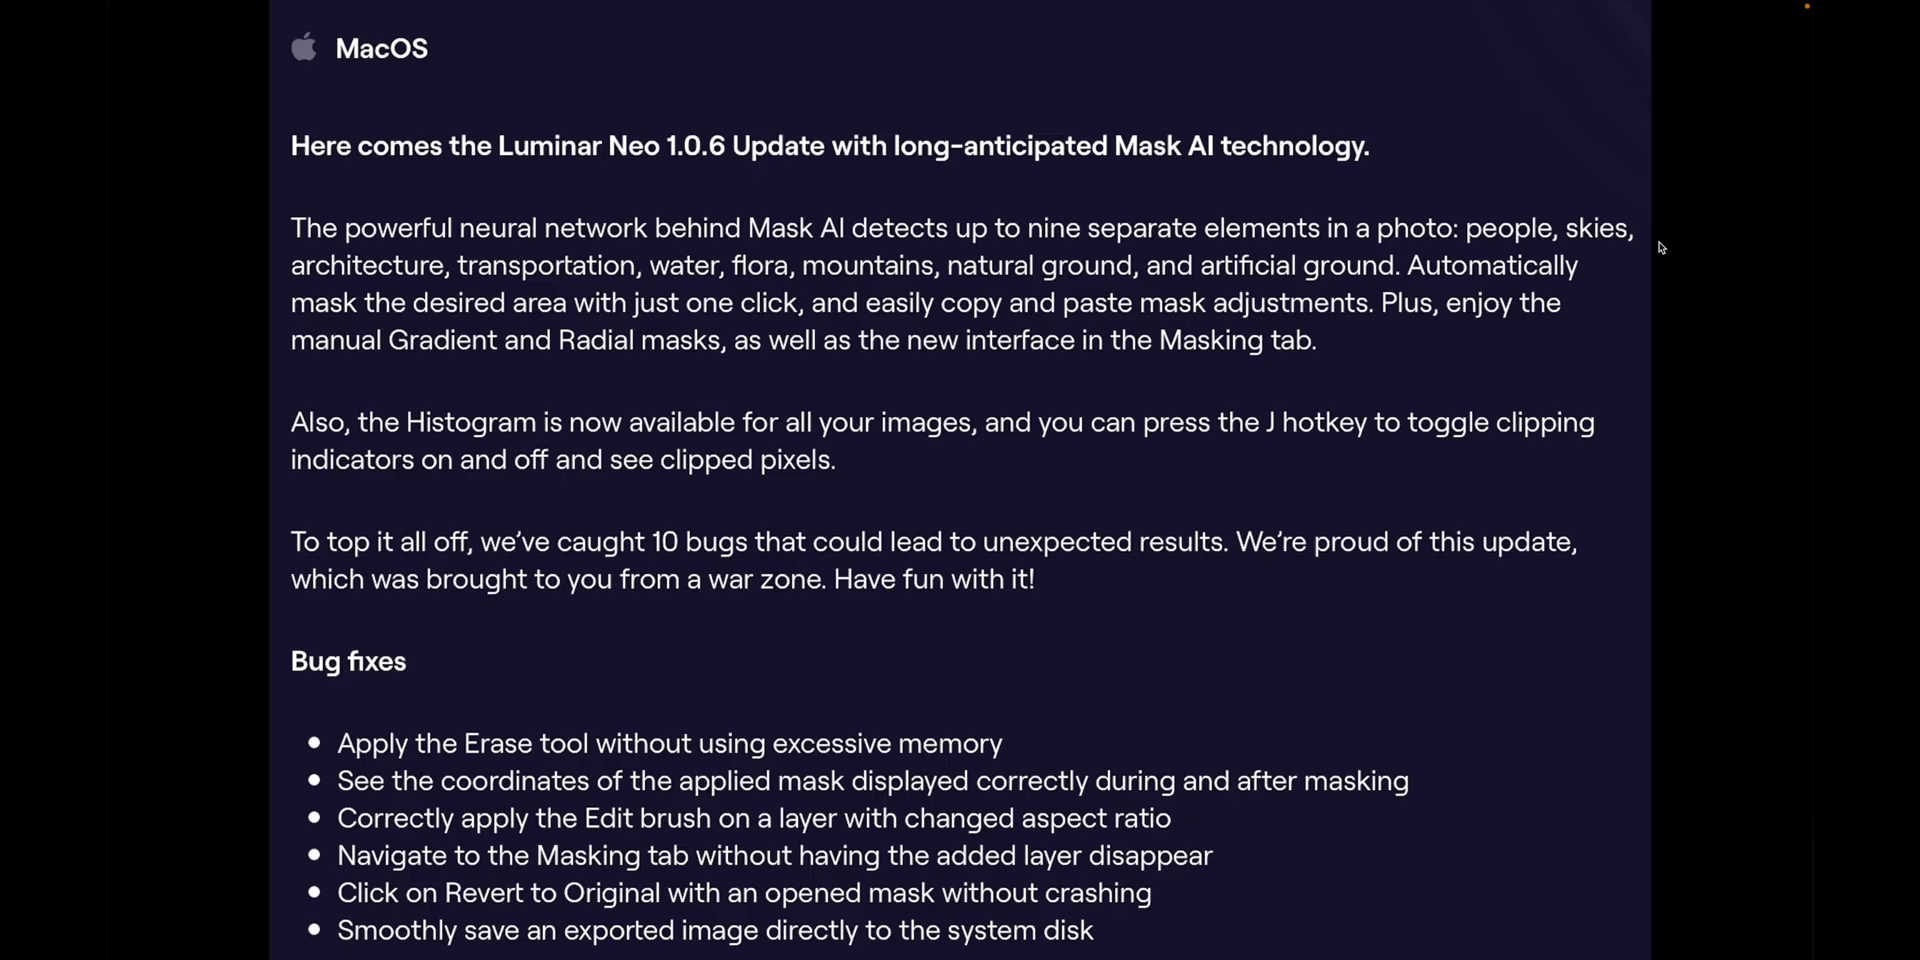 MacOS
Here comes the Luminar Neo 1.0.6 Update with long-anticipated Mask AI technology.
The powerful neural network behind Mask AI detects up to nine separate elements in a photo: people, skies,
architecture, transportation, water, flora, mountains, natural ground, and artificial ground. Automatically
mask the desired area with just one click, and easily copy and paste mask adjustments. Plus, enjoy the
manual Gradient and Radial masks, as well as the new interface in the Masking tab.
Also, the Histogram is now available for all your images, and you can press the J hotkey to toggle clipping
indicators on and off and see clipped pixels.
To top it all off, we’ve caught 10 bugs that could lead to unexpected results. We’re proud of this update,
which was brought to you from a war zone. Have fun with it!
Bug fixes
• Apply the Erase tool without using excessive memory
• See the coordinates of the applied mask displayed correctly during and after masking
• Correctly apply the Edit brush on a layer with changed aspect ratio
• Navigate to the Masking tab without having the added layer disappear
• Click on Revert to Original with an opened mask without crashing
• Smoothly save an exported image directly to the system disk